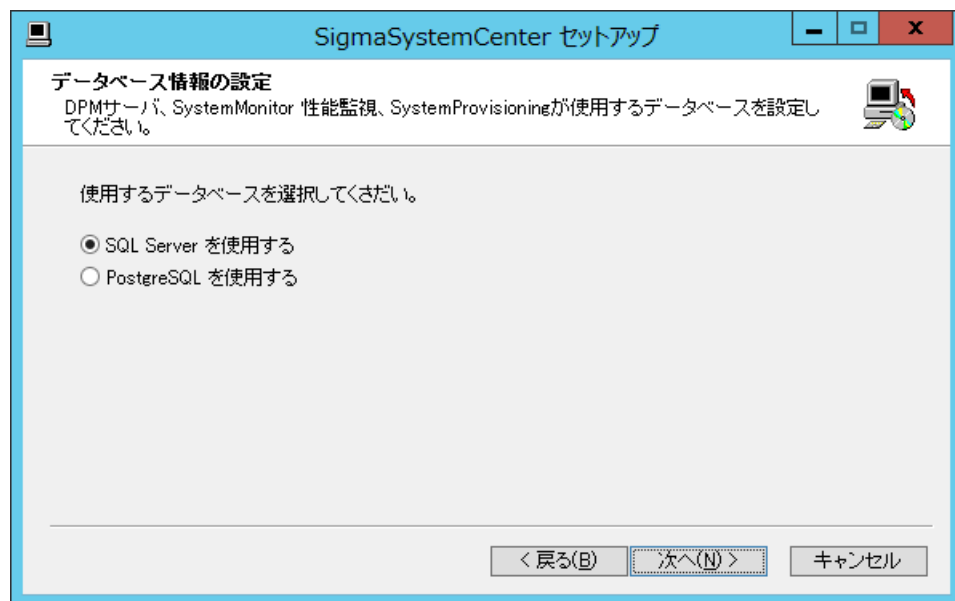 SigmaSystemCenter セットアップ
データベース情報の設定
DPMサーバ、SystemMonitor 性能監視、SystemProvisioningが使用するデータベースを設定し
てください。
使用するデータベースを選択してくさだい。
SQL Server を使用する
PostgreSQL を使用する
< 戻る(B) 次へ(N) > キャンセル